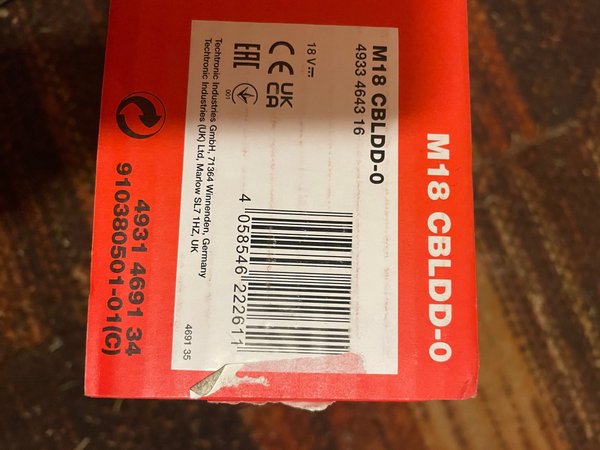 M18 CBLDD-0
M18 CBLDD-0
4933 4643 16
18 V
CE UK CA
EAC
001
Techtronic Industries GmbH, 71364 Winnenden, Germany
Techtronic Industries (UK) Ltd, Marlow SL7 1HZ, UK
4 058546 222611
4691 35
4931 4691 34
910380501-01(C)